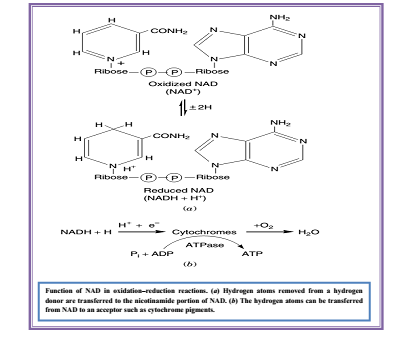 H
H
CONH₂
H
H
N
+
NH₂
N
N
N
N
Ribose—P—P—Ribose
Oxidized NAD
(NAD⁺)
± 2H
H H
H
CONH₂
H
H
N
H⁺
NH₂
N
N
N
N
Ribose—P—P—Ribose
Reduced NAD
(NADH + H⁺)
(a)
NADH + H H⁺ + e⁻ Cytochromes +O₂ H₂O
ATPase
Pi + ADP ATP
(b)
Function of NAD in oxidation–reduction reactions. (a) Hydrogen atoms removed from a hydrogen
donor are transferred to the nicotinamide portion of NAD. (b) The hydrogen atoms can be transferred
from NAD to an acceptor such as cytochrome pigments.